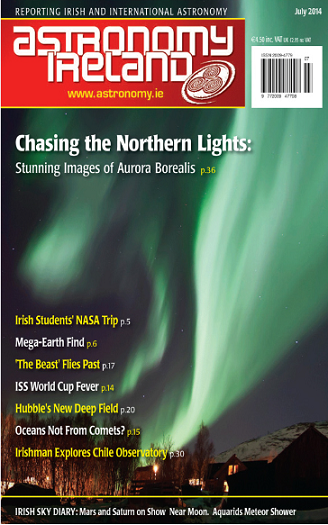 REPORTING IRISH AND INTERNATIONAL ASTRONOMY
July 2014
ASTRONOMY
IRELAND
www.astronomy.ie
Chasing the Northern Lights:
Stunning Images of Aurora Borealis p.36
Irish Students' NASA Trip p.5
Mega-Earth Find p.6
'The Beast' Flies Past p.17
ISS World Cup Fever p.14
Hubble's New Deep Field p.20
Oceans Not From Comets? p.15
Irishman Explores Chile Observatory p.30
IRISH SKY DIARY: Mars and Saturn on Show Near Moon. Aquarids Meteor Shower